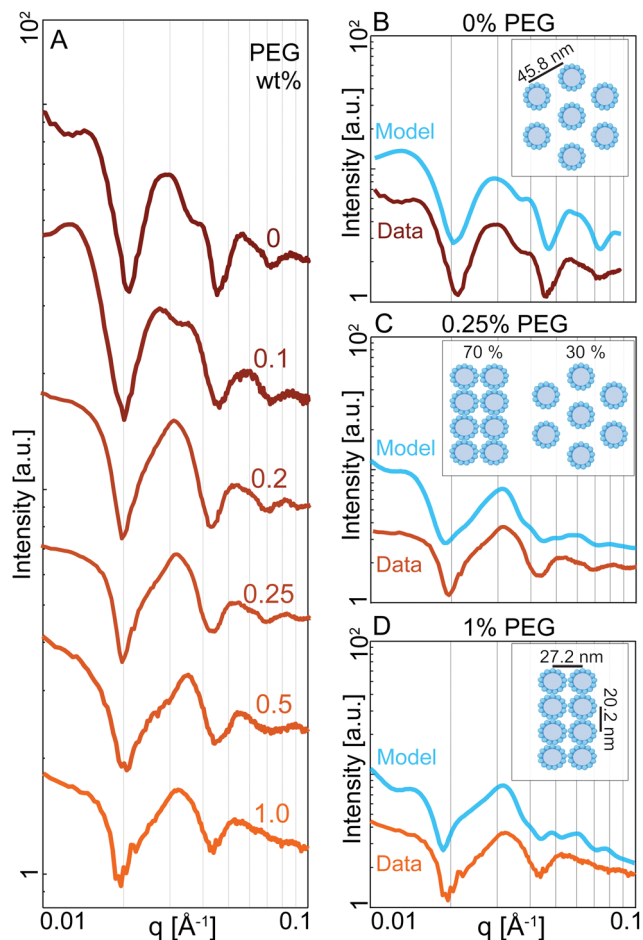 A
PEG
wt%
10²
0
0.1
0.2
0.25
0.5
1.0
1
Intensity [a.u.]
0.01
0.1
q [Å⁻¹]
B
0% PEG
10²
45.8 nm
Model
Data
Intensity [a.u.]
1
C
0.25% PEG
10²
70 %
30 %
Model
Data
Intensity [a.u.]
1
D
1% PEG
10²
27.2 nm
20.2 nm
Model
Data
Intensity [a.u.]
1
0.01
0.1
q [Å⁻¹]